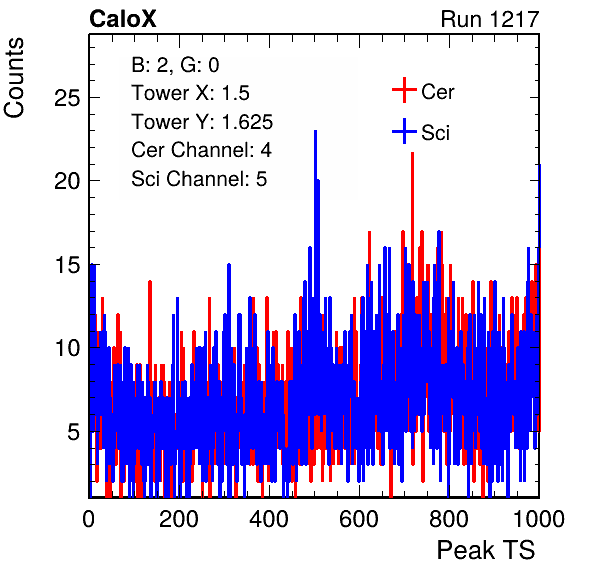 CaloX
Run 1217
Counts
B: 2, G: 0
Tower X: 1.5
Tower Y: 1.625
Cer Channel: 4
Sci Channel: 5
Cer
Sci
25
20
15
10
5
0 200 400 600 800 1000
Peak TS